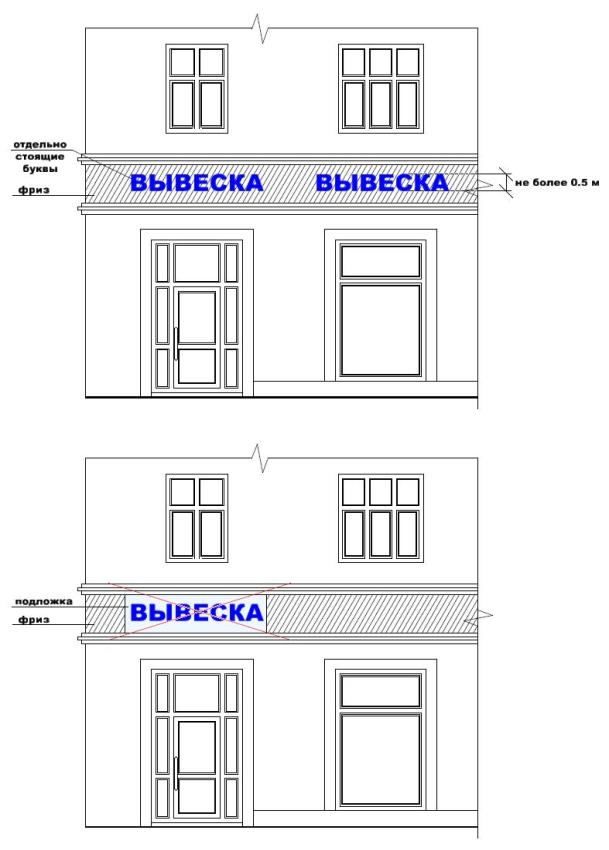 отдельно
стоящие
буквы
ВЫВЕСКА ВЫВЕСКА
не более 0.5 м
фриз
подложка
ВЫВЕСКА
фриз